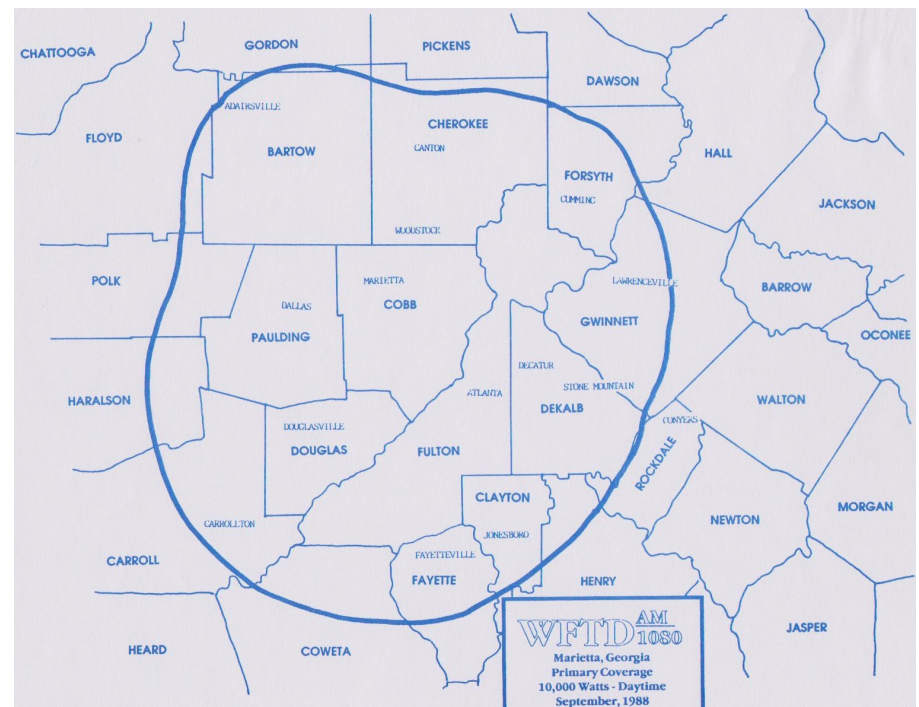 GORDON
PICKENS
CHATTOOGA
DAWSON
ADAIRSVILLE
CHEROKEE
FLOYD
BARTOW
CANTON
HALL
FORSYTH
CUMMING
JACKSON
WOODSTOCK
POLK
MARIETTA
LAWRENCEVILLE
BARROW
DALLAS
COBB
GWINNETT
PAULDING
OCONEE
DECATUR
STONE MOUNTAIN
HARALSON
ATLANTA
WALTON
DEKALB
CONYERS
DOUGLASVILLE
DOUGLAS
FULTON
ROCKDALE
CLAYTON
MORGAN
CARROLLTON
NEWTON
JONESBORO
FAYETTEVILLE
CARROLL
FAYETTE
HENRY
JASPER
HEARD
COWETA
WFTD AM 1080
Marietta, Georgia
Primary Coverage
10,000 Watts - Daytime
September, 1988